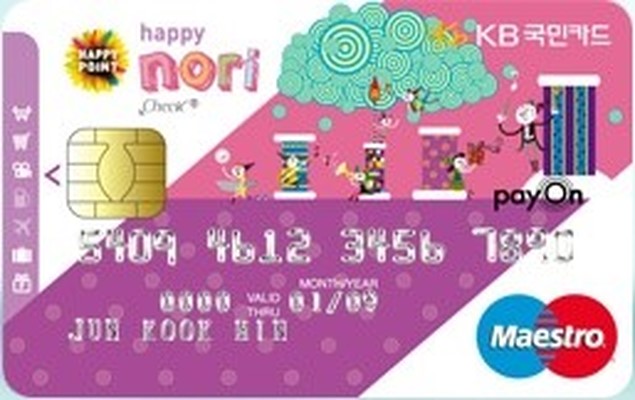 HAPPY
POINT
happy
nori
Check
KB국민카드
payOn
5409 4612 3456 7890
MONTH/YEAR
0000 VALID THRU 01/09
JUN KOOK MIN
Maestro